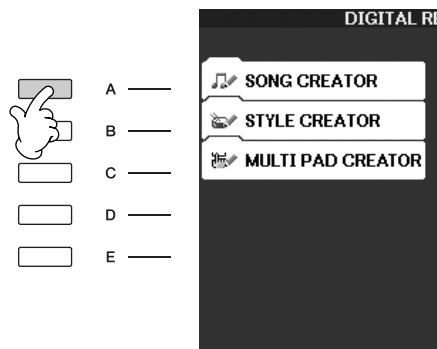 DIGITAL RE
A
SONG CREATOR
B
STYLE CREATOR
C
MULTI PAD CREATOR
D
E